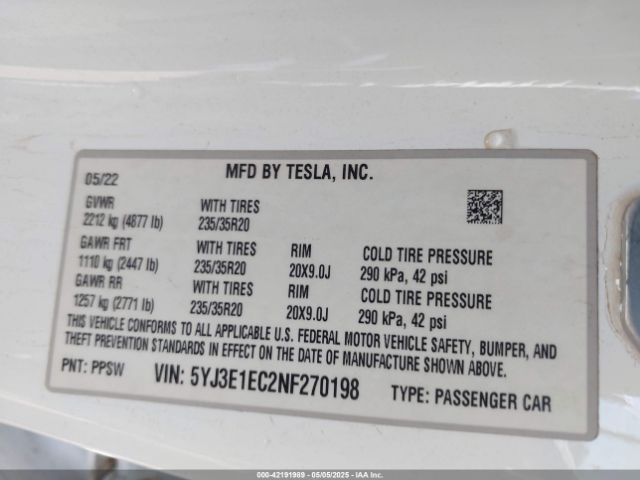 MFD BY TESLA, INC.
05/22
GVWR WITH TIRES
2212 kg (4877 lb) 235/35R20
GAWR FRT WITH TIRES RIM COLD TIRE PRESSURE
1110 kg (2447 lb) 235/35R20 20X9.0J 290 kPa, 42 psi
GAWR RR WITH TIRES RIM COLD TIRE PRESSURE
1257 kg (2771 lb) 235/35R20 20X9.0J 290 kPa, 42 psi
THIS VEHICLE CONFORMS TO ALL APPLICABLE U.S. FEDERAL MOTOR VEHICLE SAFETY, BUMPER, AND
THEFT PREVENTION STANDARDS IN EFFECT ON THE DATE OF MANUFACTURE SHOWN ABOVE.
PNT: PPSW VIN: 5YJ3E1EC2NF270198 TYPE: PASSENGER CAR
000-42191989 - 05/05/2025 - IAA Inc.